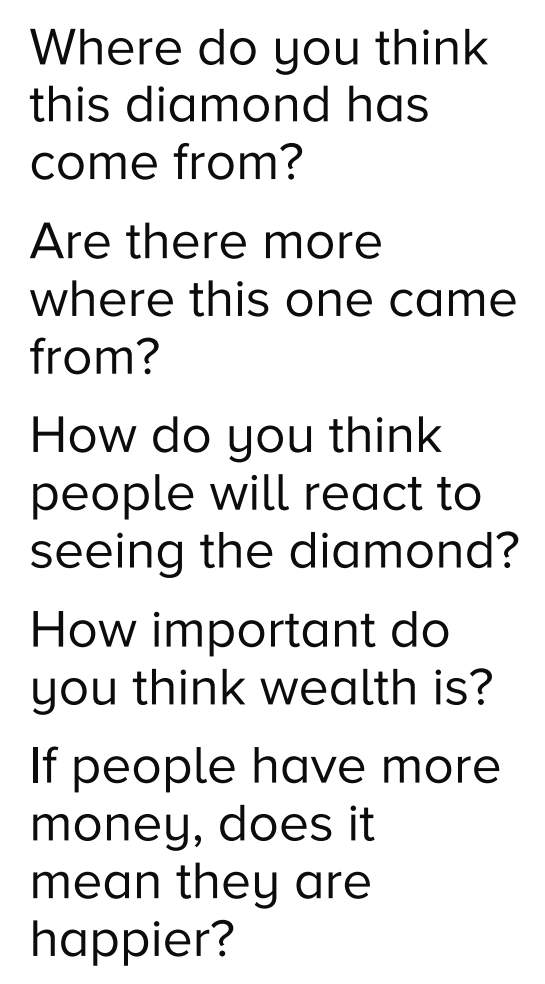 Where do you think
this diamond has
come from?
Are there more
where this one came
from?
How do you think
people will react to
seeing the diamond?
How important do
you think wealth is?
If people have more
money, does it
mean they are
happier?